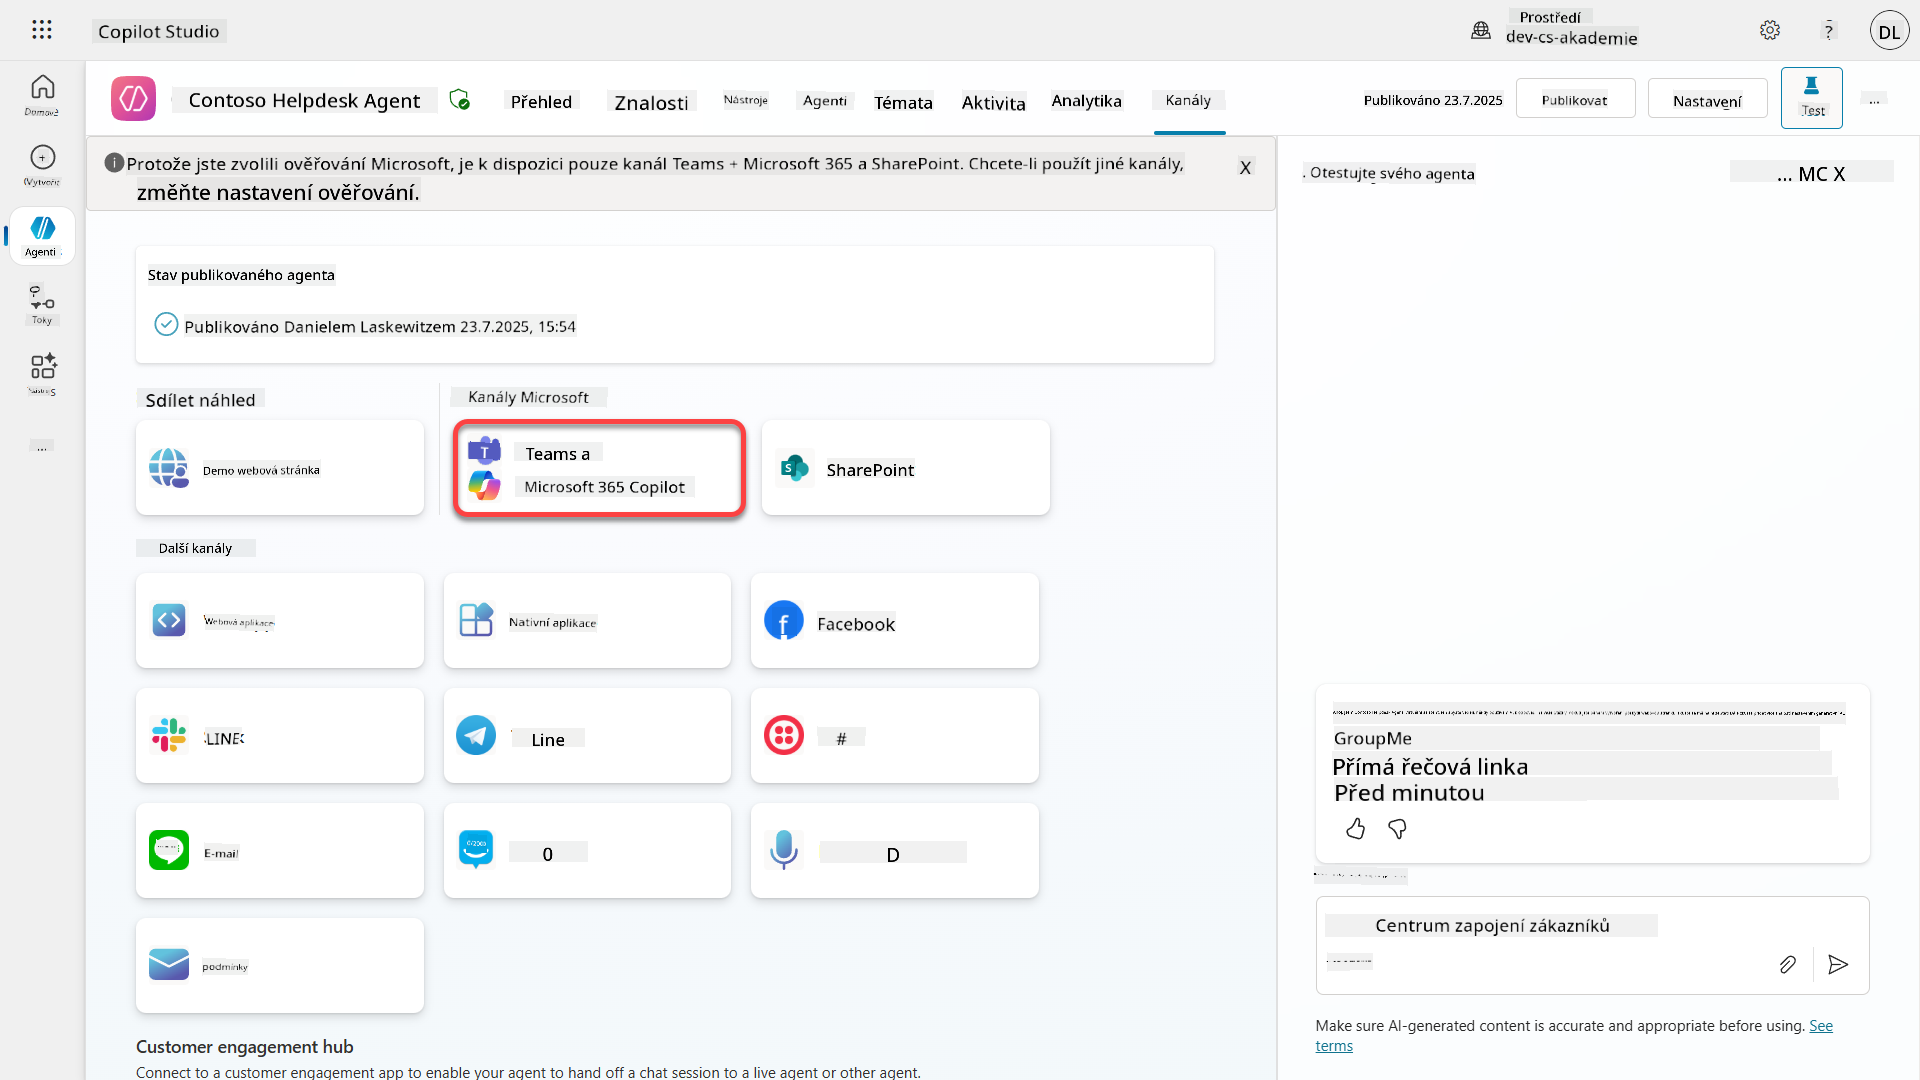 Copilot Studio
Prostředí
dev-cs-akademie
?
DL
Domove
Vytvořit
Agenti
Toky
...
Contoso Helpdesk Agent
Přehled
Znalosti
Nástroje
Agenti
Témata
Aktivita
Analytika
Kanály
Publikováno 23.7.2025
Publikovat
Nastavení
Test
...
Protože jste zvolili ověřování Microsoft, je k dispozici pouze kanál Teams + Microsoft 365 a SharePoint. Chcete-li použít jiné kanály,
změňte nastavení ověřování.
X
. Otestujte svého agenta
... MC X
Stav publikovaného agenta
Publikováno Danielem Laskewitzem 23.7.2025, 15:54
Sdílet náhled
Kanály Microsoft
Demo webová stránka
Teams a
Microsoft 365 Copilot
SharePoint
Další kanály
Webová aplikace
Nativní aplikace
Facebook
LINE
Line
#
E-mail
0
D
podmínky
GroupMe
Přímá řečová linka
Před minutou
Centrum zapojení zákazníků
Make sure AI-generated content is accurate and appropriate before using. See
terms
Customer engagement hub
Connect to a customer engagement app to enable your agent to hand off a chat session to a live agent or other agent.